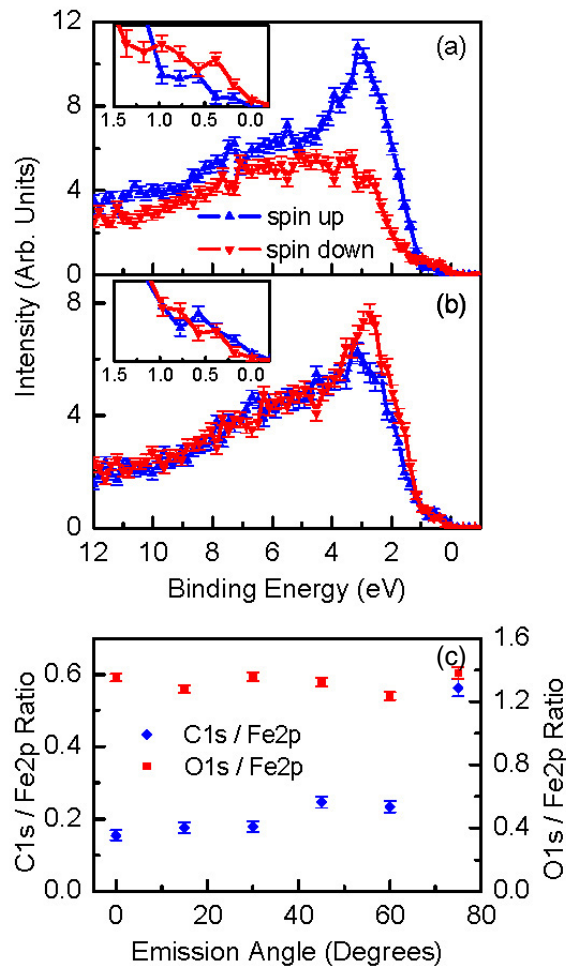 12
(a)
8
4
0
Intensity (Arb. Units)
1.5 1.0 0.5 0.0
spin up
spin down
(b)
8
4
0
1.5 1.0 0.5 0.0
12 10 8 6 4 2 0
Binding Energy (eV)
(c)
0.6
0.4
0.2
0.0
C1s / Fe2p Ratio
C1s / Fe2p
O1s / Fe2p
1.6
1.2
0.8
0.4
0.0
O1s / Fe2p Ratio
0 20 40 60 80
Emission Angle (Degrees)